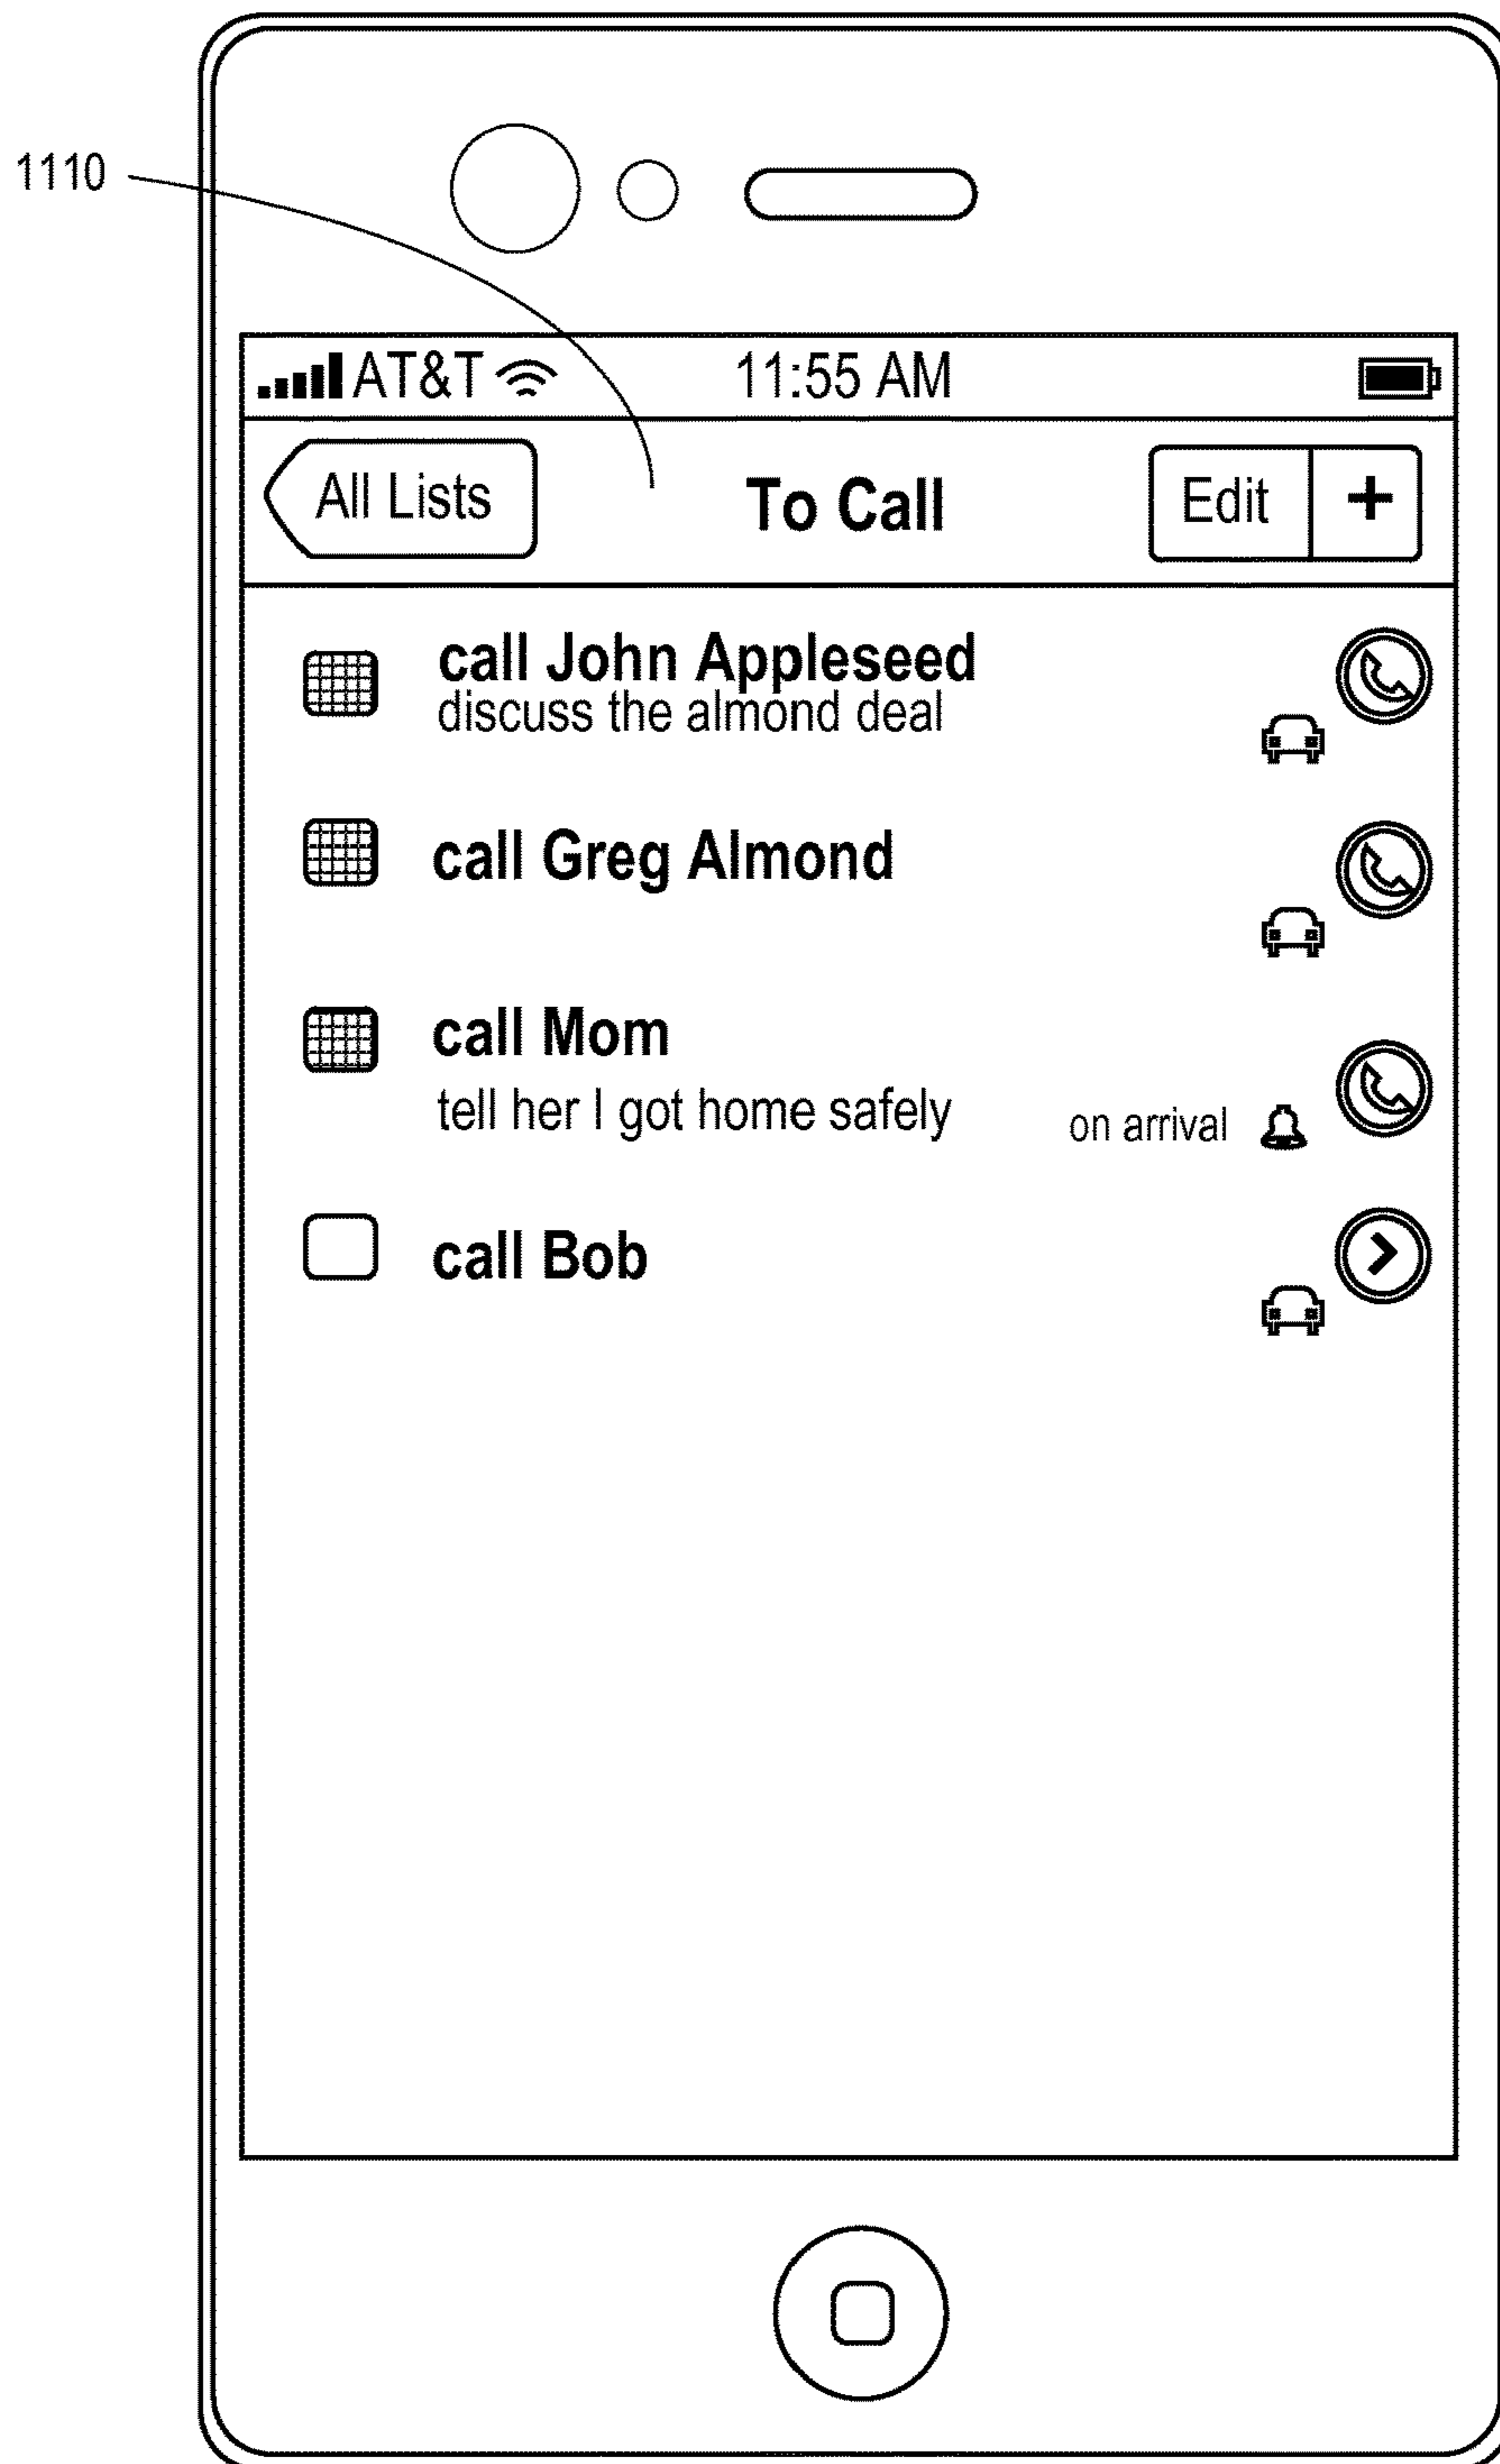 1110
AT&T 11:55 AM
All Lists To Call Edit +
call John Appleseed
discuss the almond deal
call Greg Almond
call Mom
tell her I got home safely on arrival
call Bob